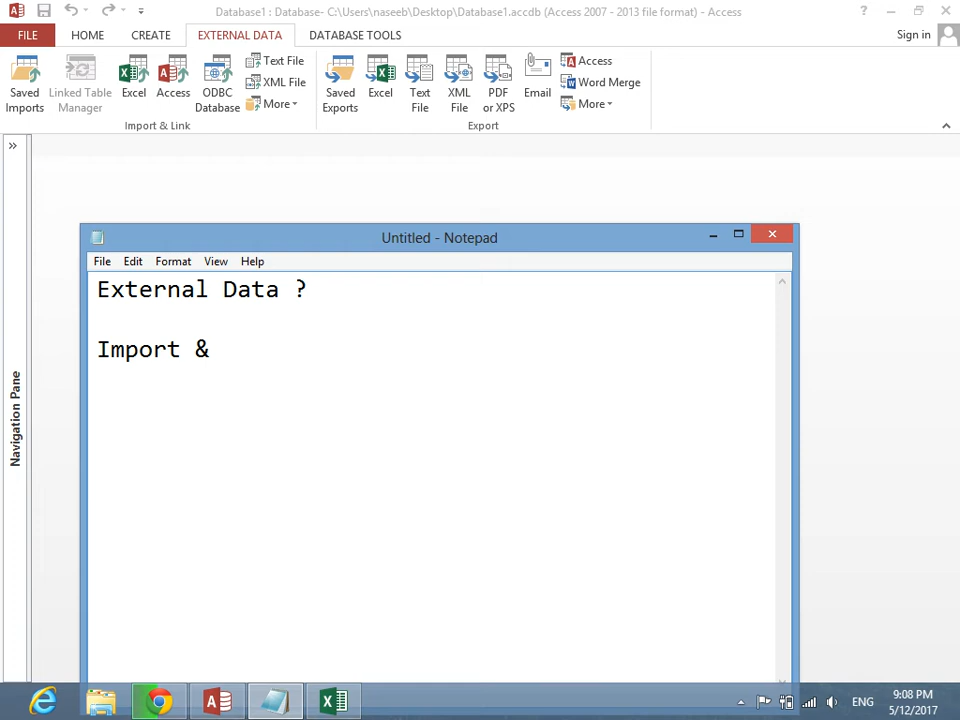 Database1 : Database- C:\Users\naseeb\Desktop\Database1.accdb (Access 2007 - 2013 file format) - Access
FILE HOME CREATE EXTERNAL DATA DATABASE TOOLS Sign in
Saved Imports
Linked Table Manager
Excel
Access
ODBC Database
Text File
XML File
More
Import & Link
Saved Exports
Excel
Text File
XML File
PDF or XPS
Email
Access
Word Merge
More
Export
Navigation Pane
Untitled - Notepad
File Edit Format View Help
External Data ?
Import &
ENG
9:08 PM
5/12/2017